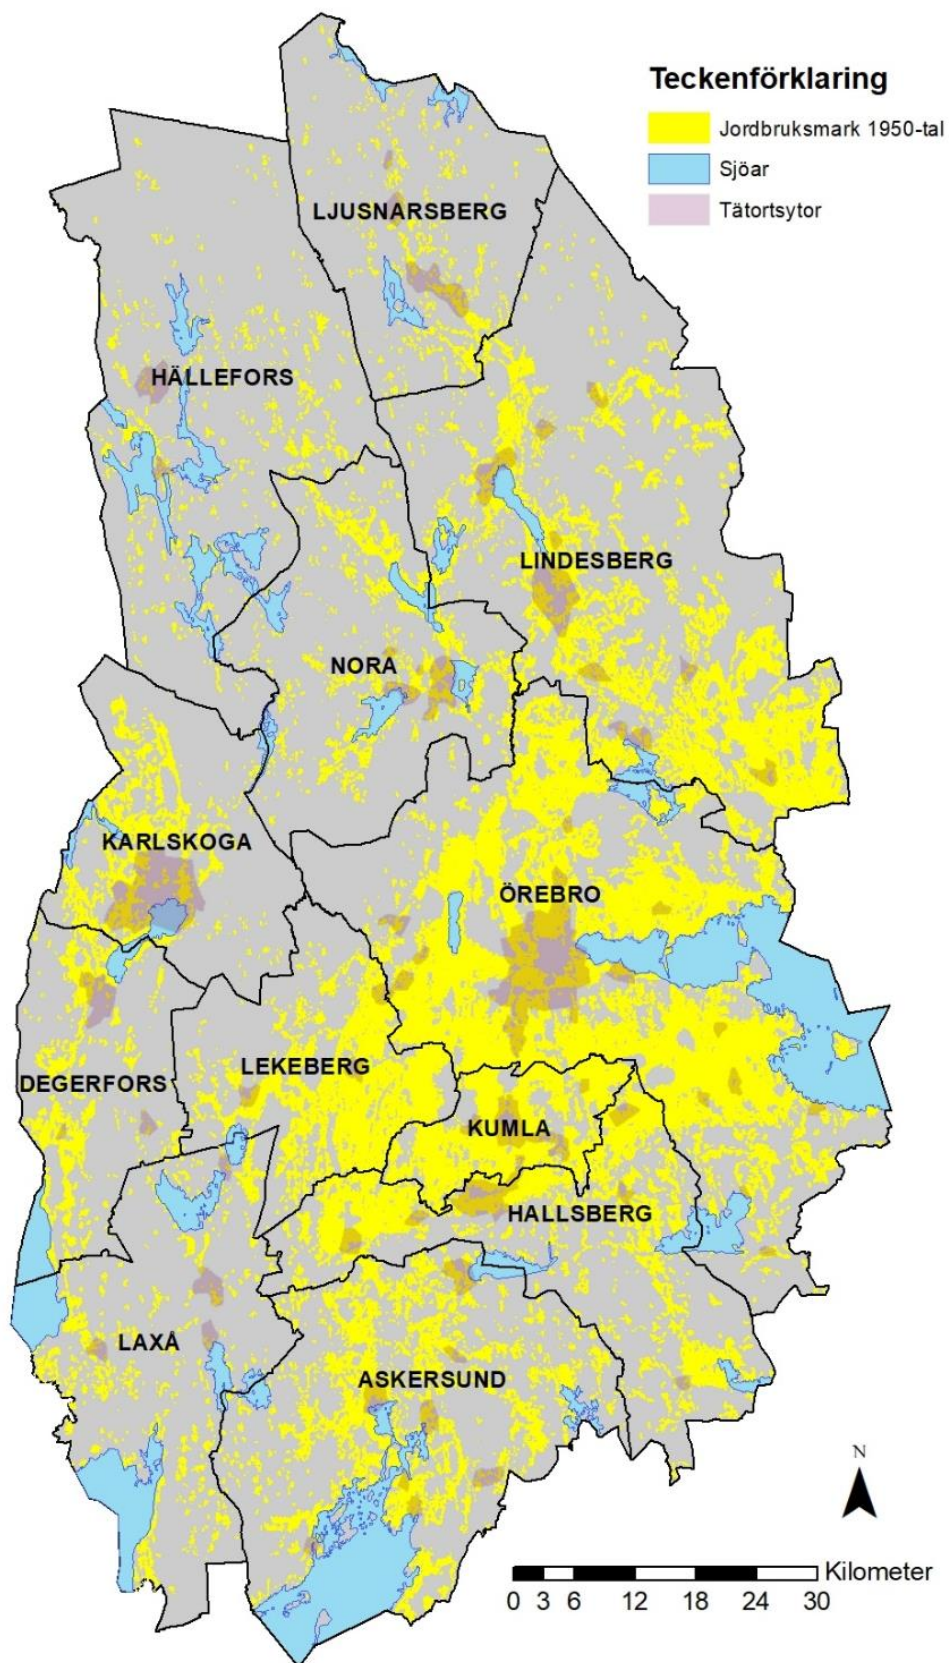 Teckenförklaring
Jordbruksmark 1950-tal
Sjöar
Tätortsytor
LJUSNARSBERG
HÄLLEFORS
LINDESBERG
NORA
KARLSKOGA
ÖREBRO
LEKEBERG
DEGERFORS
KUMLA
HALLSBERG
LAXÅ
ASKERSUND
N
Kilometer
0 3 6 12 18 24 30